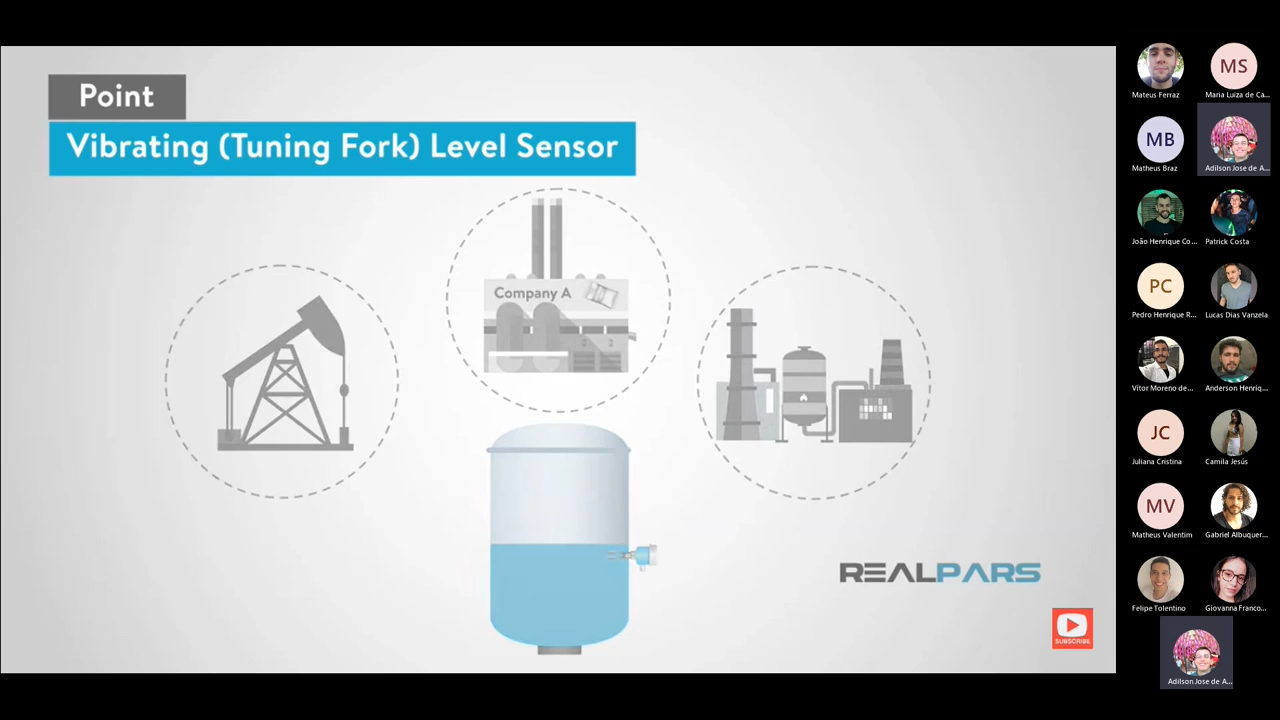 Point
Vibrating (Tuning Fork) Level Sensor
Company A
REALPARS
SUBSCRIBE
Mateus Ferraz
MS
Maria Luiza de Ca...
MB
Matheus Braz
Adilson Jose de A...
João Henrique Co...
Patrick Costa
PC
Pedro Henrique R...
Lucas Dias Vanzela
Vítor Moreno de...
Anderson Henriq...
JC
Juliana Cristina
Camila Jesús
MV
Matheus Valentim
Gabriel Albuquer...
Felipe Tolentino
Giovanna Franco...
Adilson Jose de A...